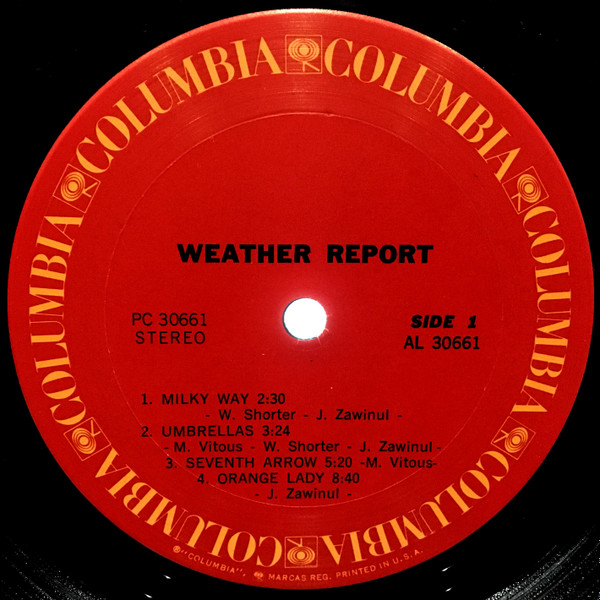 COLUMBIA COLUMBIA COLUMBIA COLUMBIA COLUMBIA COLUMBIA
WEATHER REPORT
PC 30661
STEREO
SIDE 1
AL 30661
1. MILKY WAY 2:30
- W. Shorter - J. Zawinul -
2. UMBRELLAS 3:24
- M. Vitous - W. Shorter - J. Zawinul -
3. SEVENTH ARROW 5:20 -M. Vitous-
4. ORANGE LADY 8:40
- J. Zawinul -
® "COLUMBIA", MARCAS REG. PRINTED IN U.S.A.